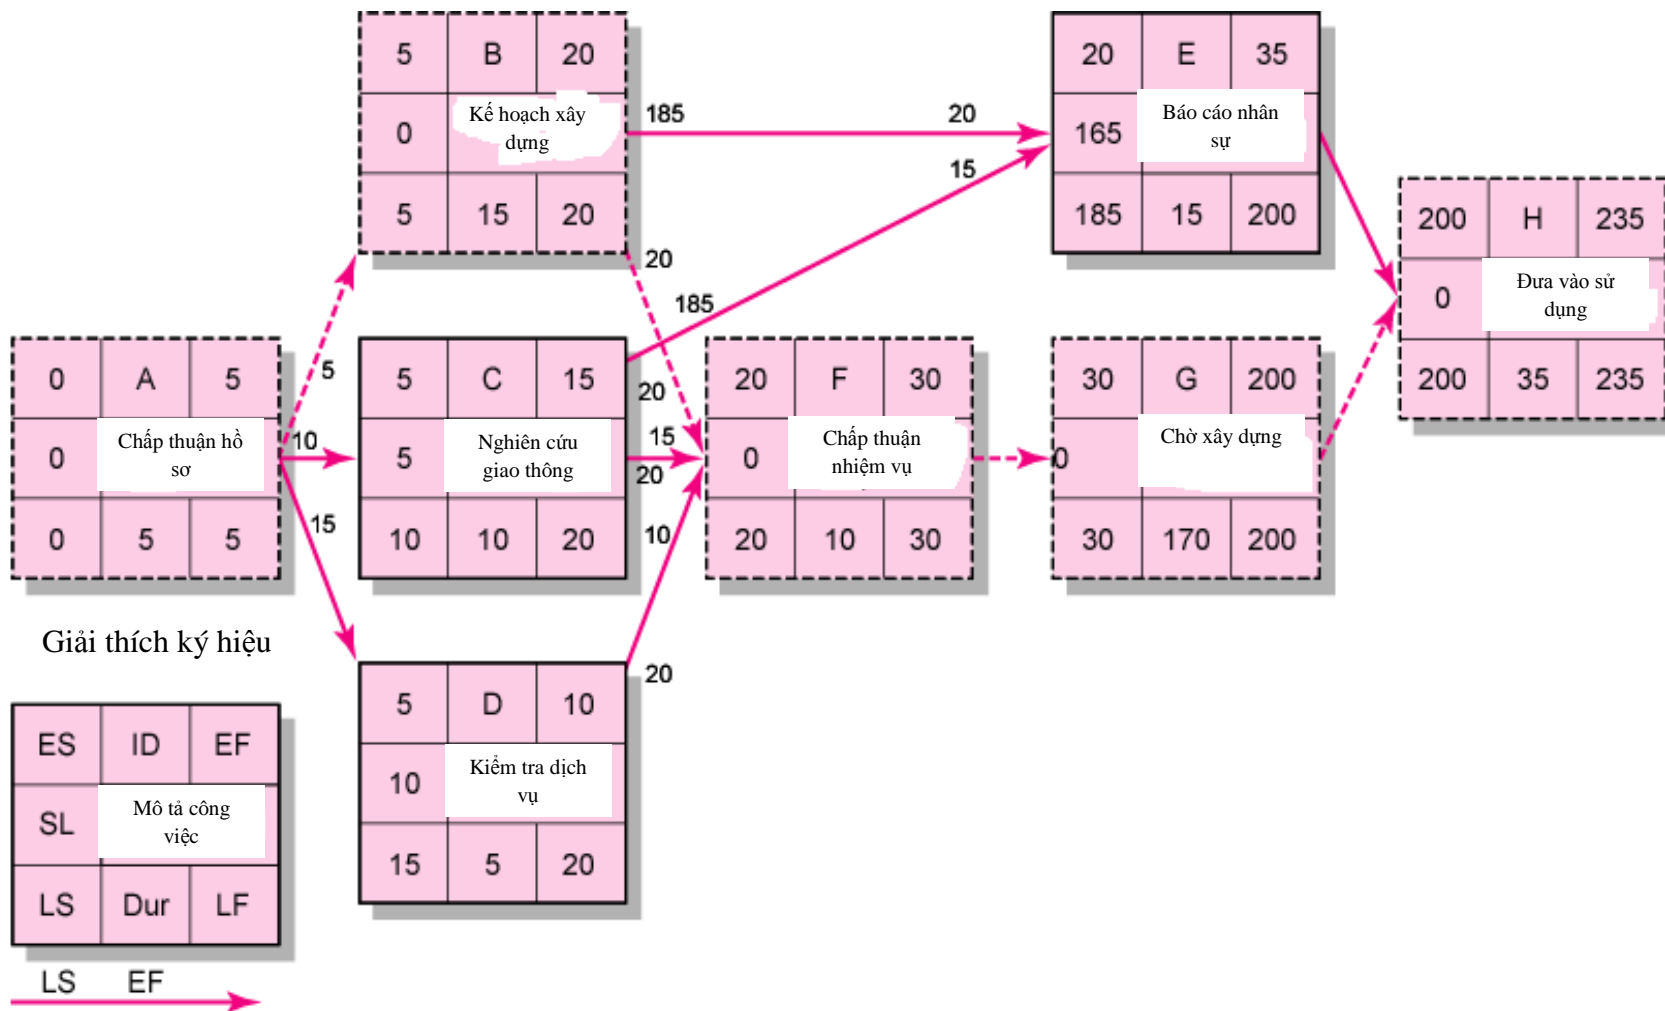 5 B 20
0 Kế hoạch xây
dựng
5 15 20
20 E 35
165 Báo cáo nhân
sự
185 15 200
185 20
15
200 H 235
0 Đưa vào sử
dụng
200 35 235
20
185
5
0 A 5
0 Chấp thuận hồ
sơ
0 5 5
10
15
5 C 15
5 Nghiên cứu
giao thông
10 10 20
20
15
20
10
20 F 30
0 Chấp thuận
nhiệm vụ
20 10 30
30 G 200
0 Chờ xây dựng
30 170 200
Giải thích ký hiệu
5 D 10
10 Kiểm tra dịch
vụ
15 5 20
20
ES ID EF
SL Mô tả công
việc
LS Dur LF
LS EF